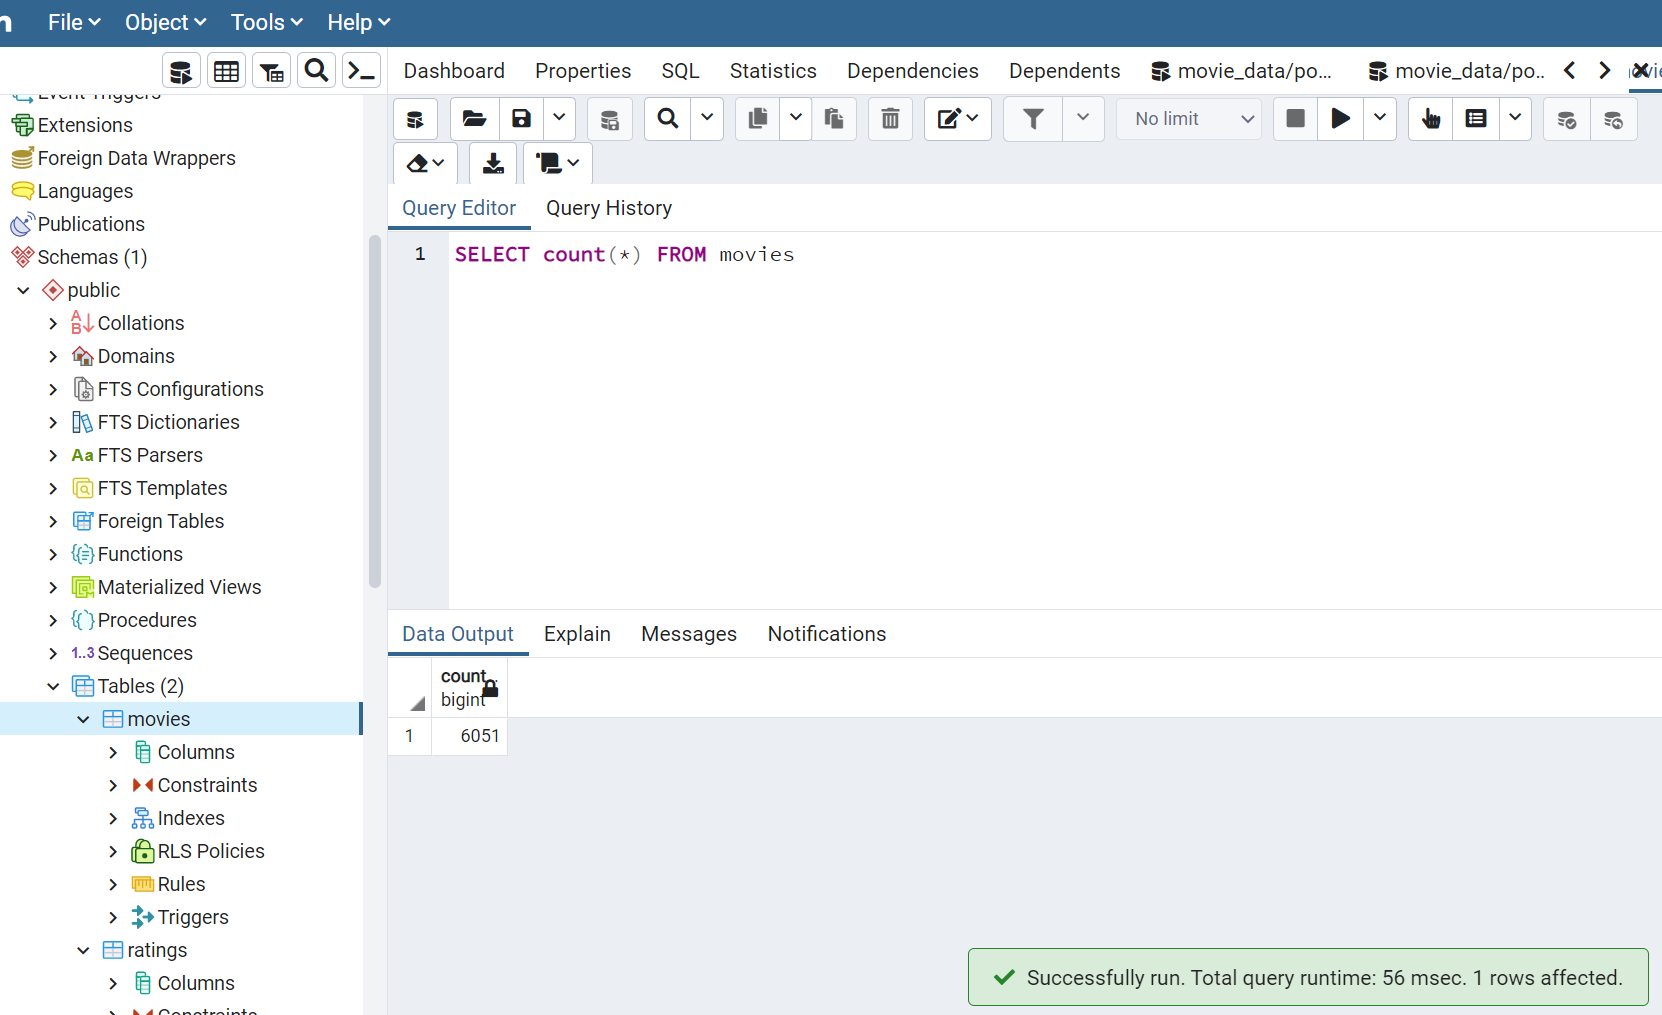 File Object Tools Help
Dashboard Properties SQL Statistics Dependencies Dependents movie_data/po... movie_data/po...
Event Triggers
Extensions
Foreign Data Wrappers
Languages
Publications
Schemas (1)
public
Collations
Domains
FTS Configurations
FTS Dictionaries
Aa FTS Parsers
FTS Templates
Foreign Tables
Functions
Materialized Views
Procedures
1..3 Sequences
Tables (2)
movies
Columns
Constraints
Indexes
RLS Policies
Rules
Triggers
ratings
Columns
Constraints
No limit
Query Editor Query History
1 SELECT count(*) FROM movies
Data Output Explain Messages Notifications
count
bigint
1 6051
Successfully run. Total query runtime: 56 msec. 1 rows affected.